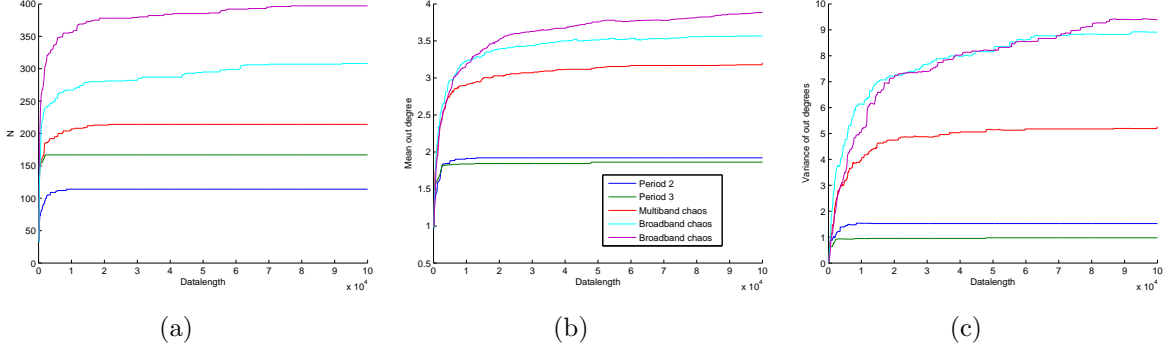 400
350
300
250
200
150
100
50
0
N
0 1 2 3 4 5 6 7 8 9 10
Datalength
x 10^4
(a)
4
3.5
3
2.5
2
1.5
1
0.5
Mean out degree
Period 2
Period 3
Multiband chaos
Broadband chaos
Broadband chaos
0 1 2 3 4 5 6 7 8 9 10
Datalength
x 10^4
(b)
10
9
8
7
6
5
4
3
2
1
0
Variance of out degrees
0 1 2 3 4 5 6 7 8 9 10
Datalength
x 10^4
(c)